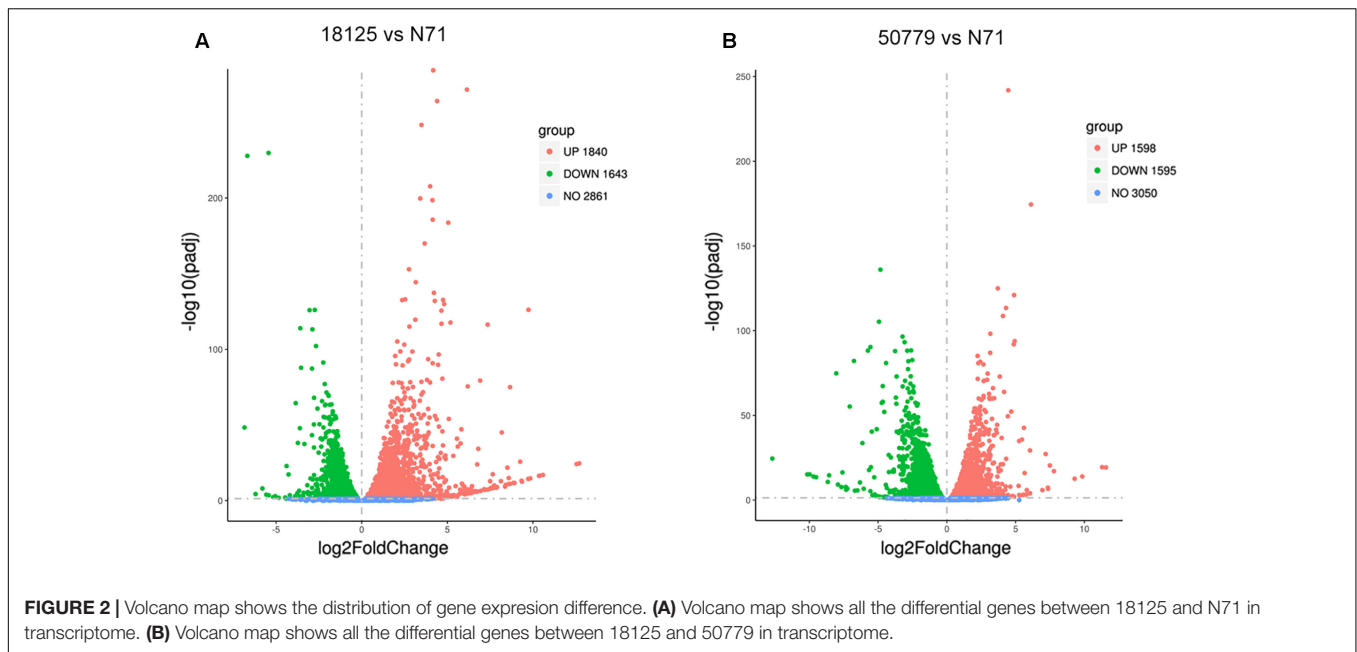 A
18125 vs N71
-log10(padj)
200
100
0
-5
0
5
10
log2FoldChange
group
UP 1840
DOWN 1643
NO 2861
B
50779 vs N71
-log10(padj)
250
200
150
100
50
0
-10
-5
0
5
10
log2FoldChange
group
UP 1598
DOWN 1595
NO 3050
FIGURE 2 | Volcano map shows the distribution of gene expresion difference. (A) Volcano map shows all the differential genes between 18125 and N71 in
transcriptome. (B) Volcano map shows all the differential genes between 18125 and 50779 in transcriptome.